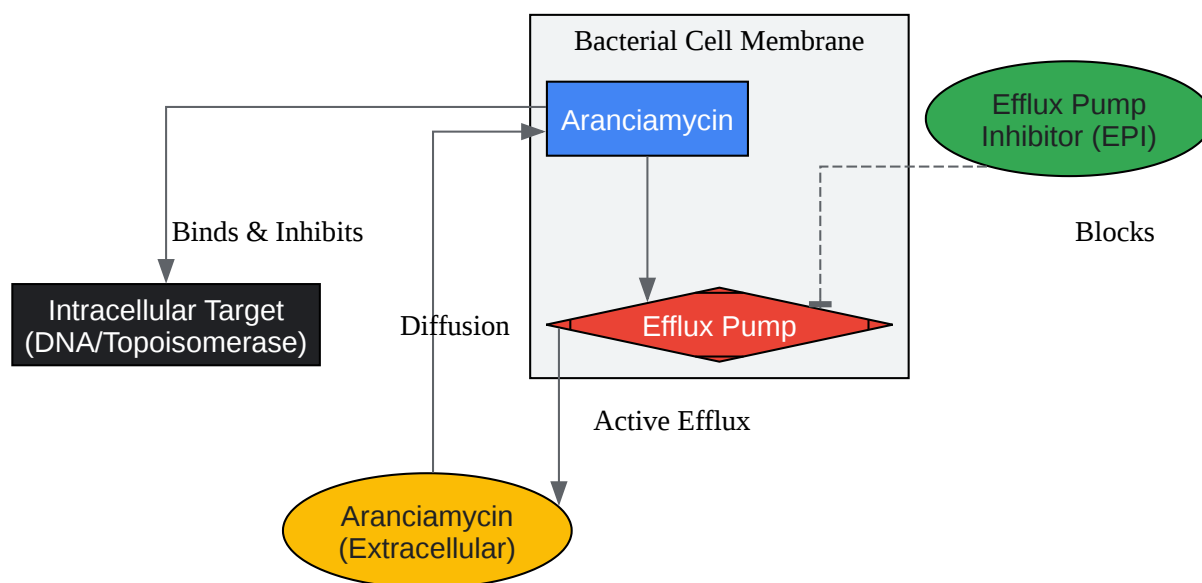 Bacterial Cell Membrane
Aranciamycin
Efflux Pump
Inhibitor (EPI)
Binds & Inhibits
Blocks
Intracellular Target
(DNA/Topoisomerase)
Diffusion
Efflux Pump
Active Efflux
Aranciamycin
(Extracellular)